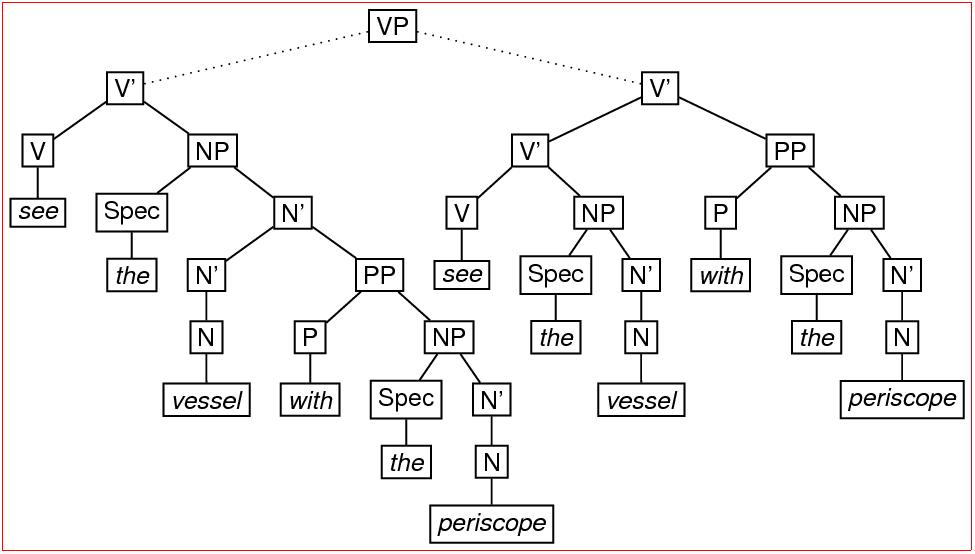 VP
V' V'
V NP V' PP
see Spec N' V NP P NP
the N' PP see Spec N' with Spec N'
N P NP the N the N
vessel with Spec N' vessel periscope
the N
periscope